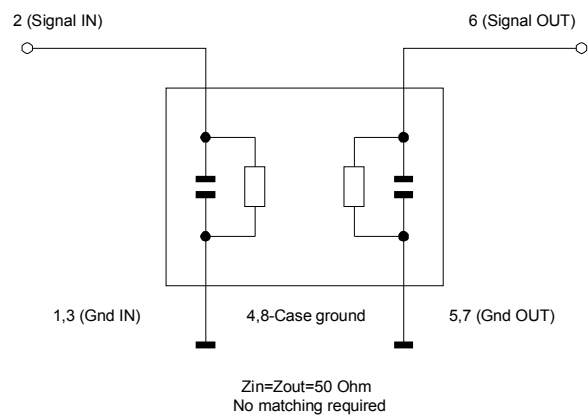 2 (Signal IN)
6 (Signal OUT)
1,3 (Gnd IN)
4,8-Case ground
5,7 (Gnd OUT)
Zin=Zout=50 Ohm
No matching required